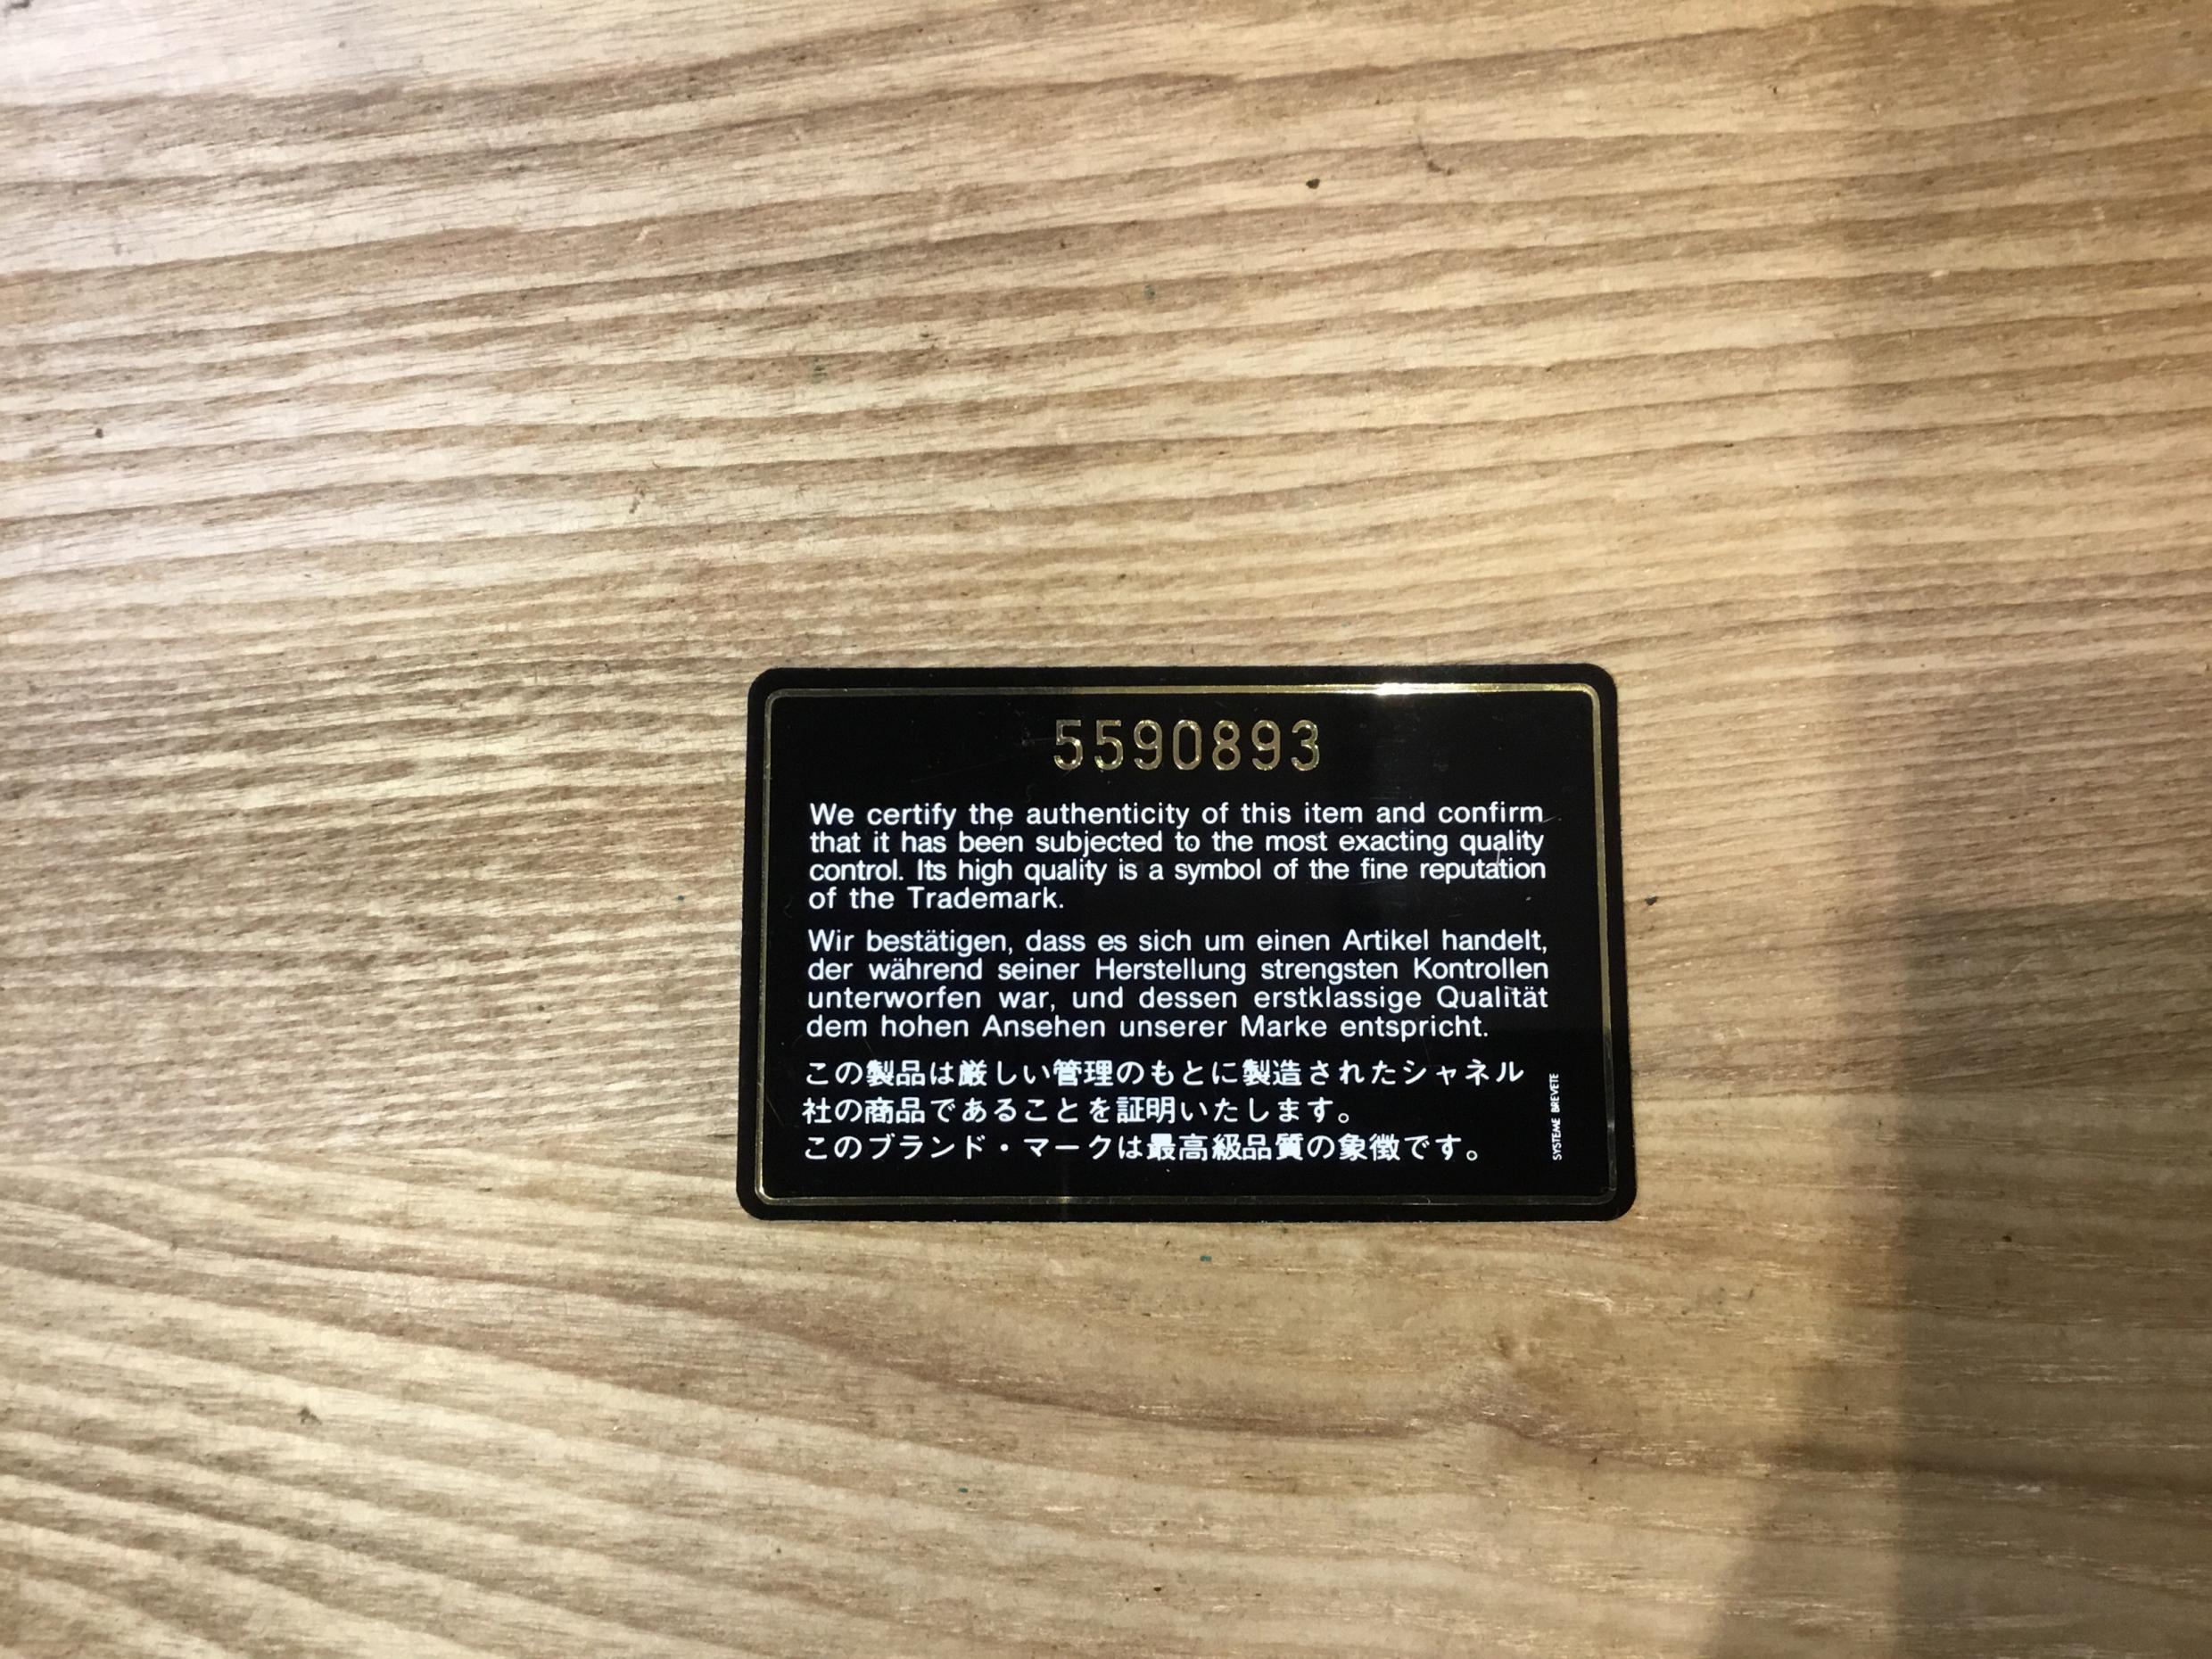 5590893
We certify the authenticity of this item and confirm
that it has been subjected to the most exacting quality
control. Its high quality is a symbol of the fine reputation
of the Trademark.
Wir bestätigen, dass es sich um einen Artikel handelt,
der während seiner Herstellung strengsten Kontrollen
unterworfen war, und dessen erstklassige Qualität
dem hohen Ansehen unserer Marke entspricht.
この製品は厳しい管理のもとに製造されたシャネル
社の商品であることを証明いたします。
このブランド・マークは最高級品質の象徴です。
SYSTEME BREVETE